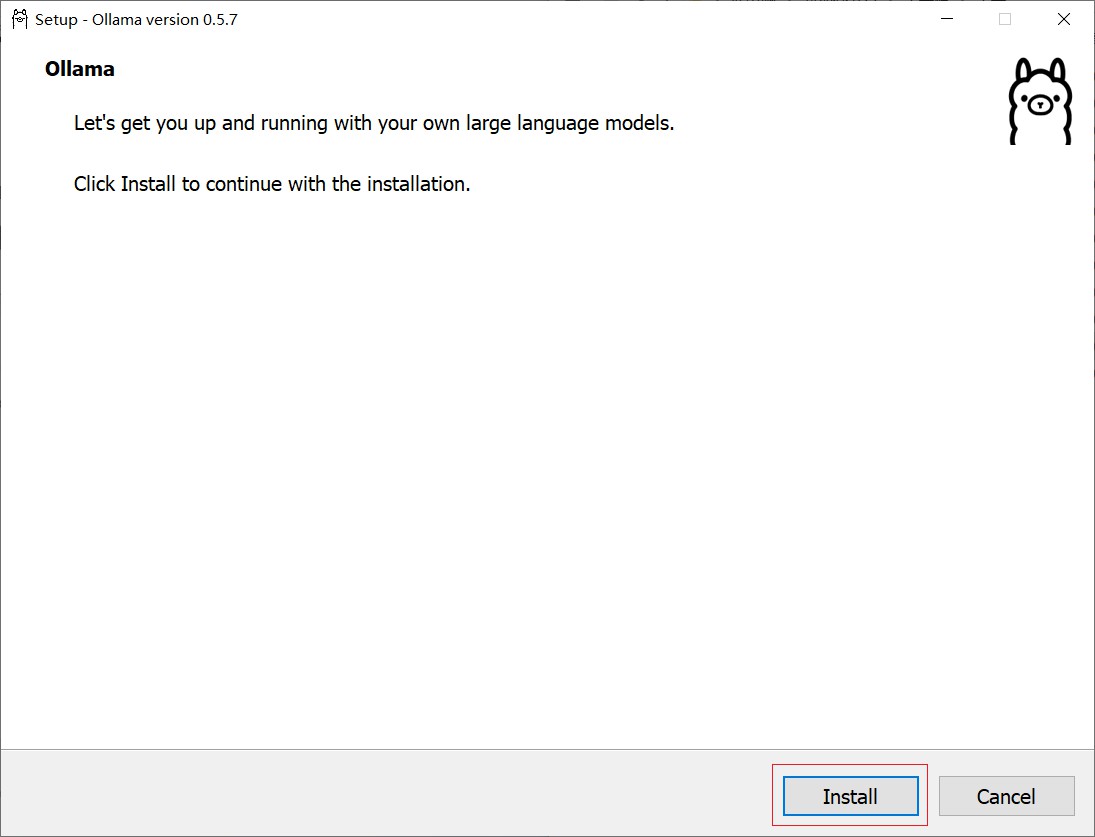 Setup - Ollama version 0.5.7
Ollama
Let's get you up and running with your own large language models.
Click Install to continue with the installation.
Install
Cancel